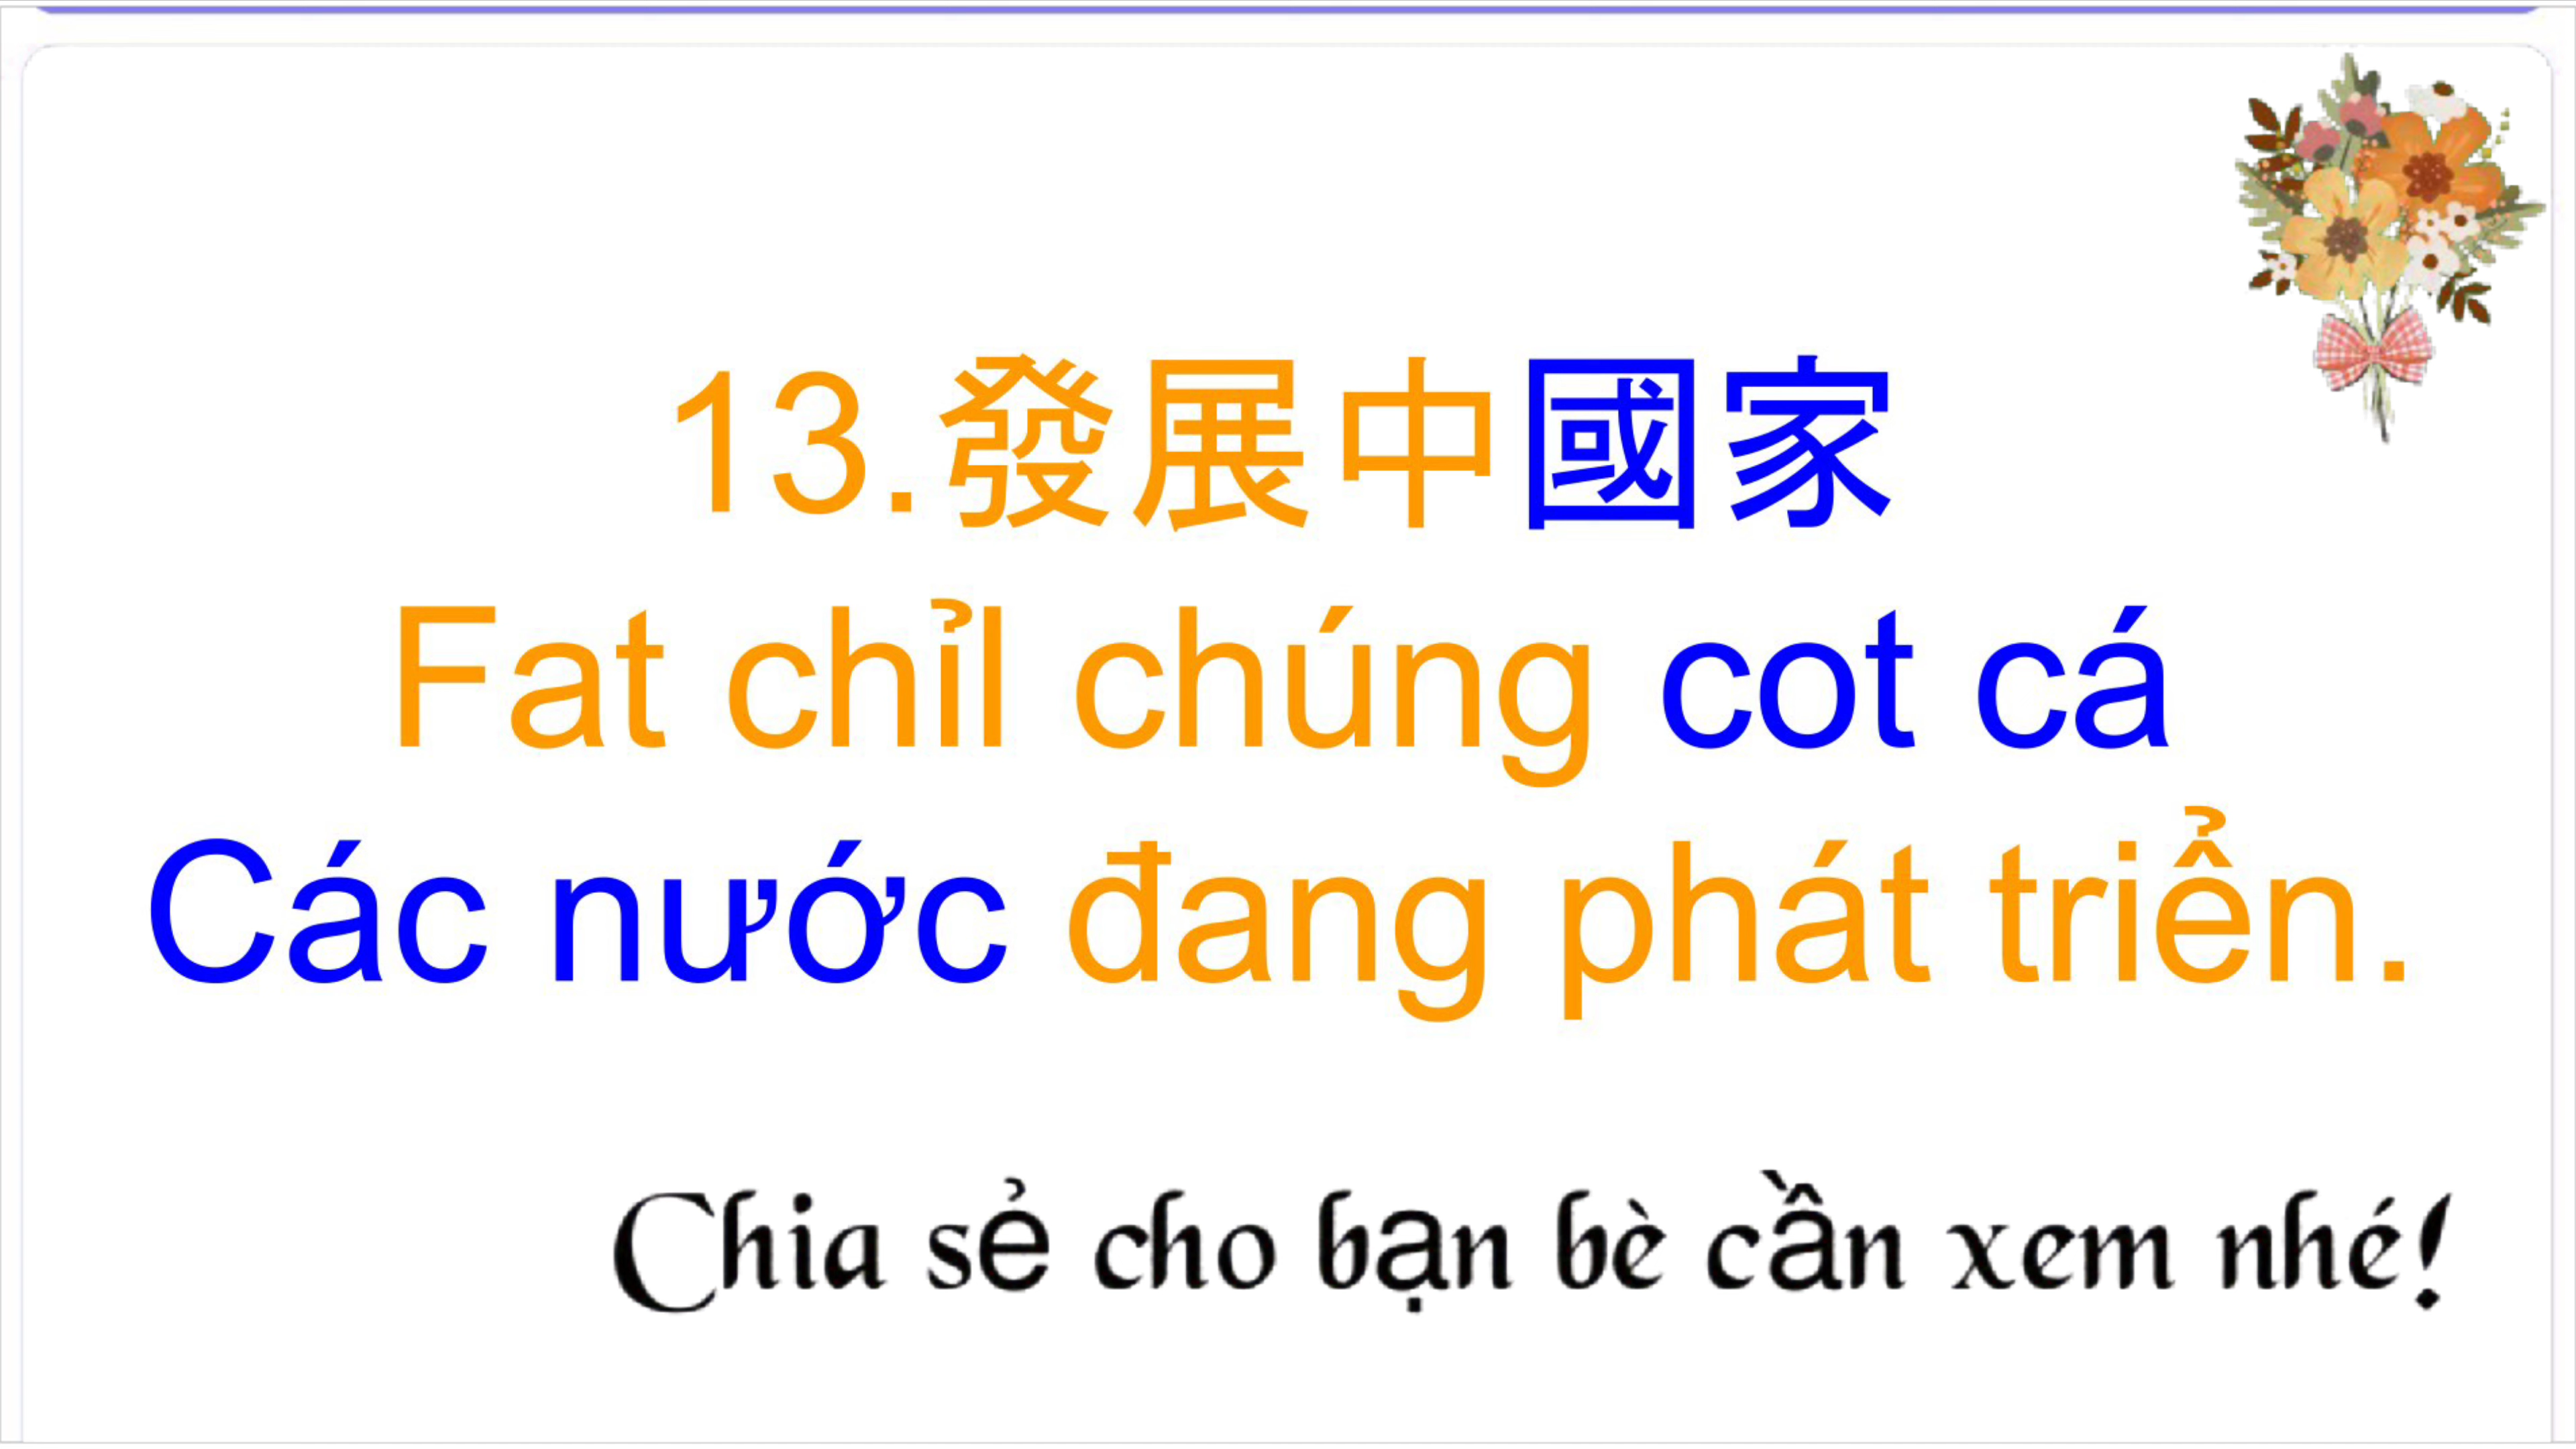 13.發展中國家
Fat chỉl chúng cot cá
Các nước đang phát triển.
Chia sẻ cho bạn bè cần xem nhé!